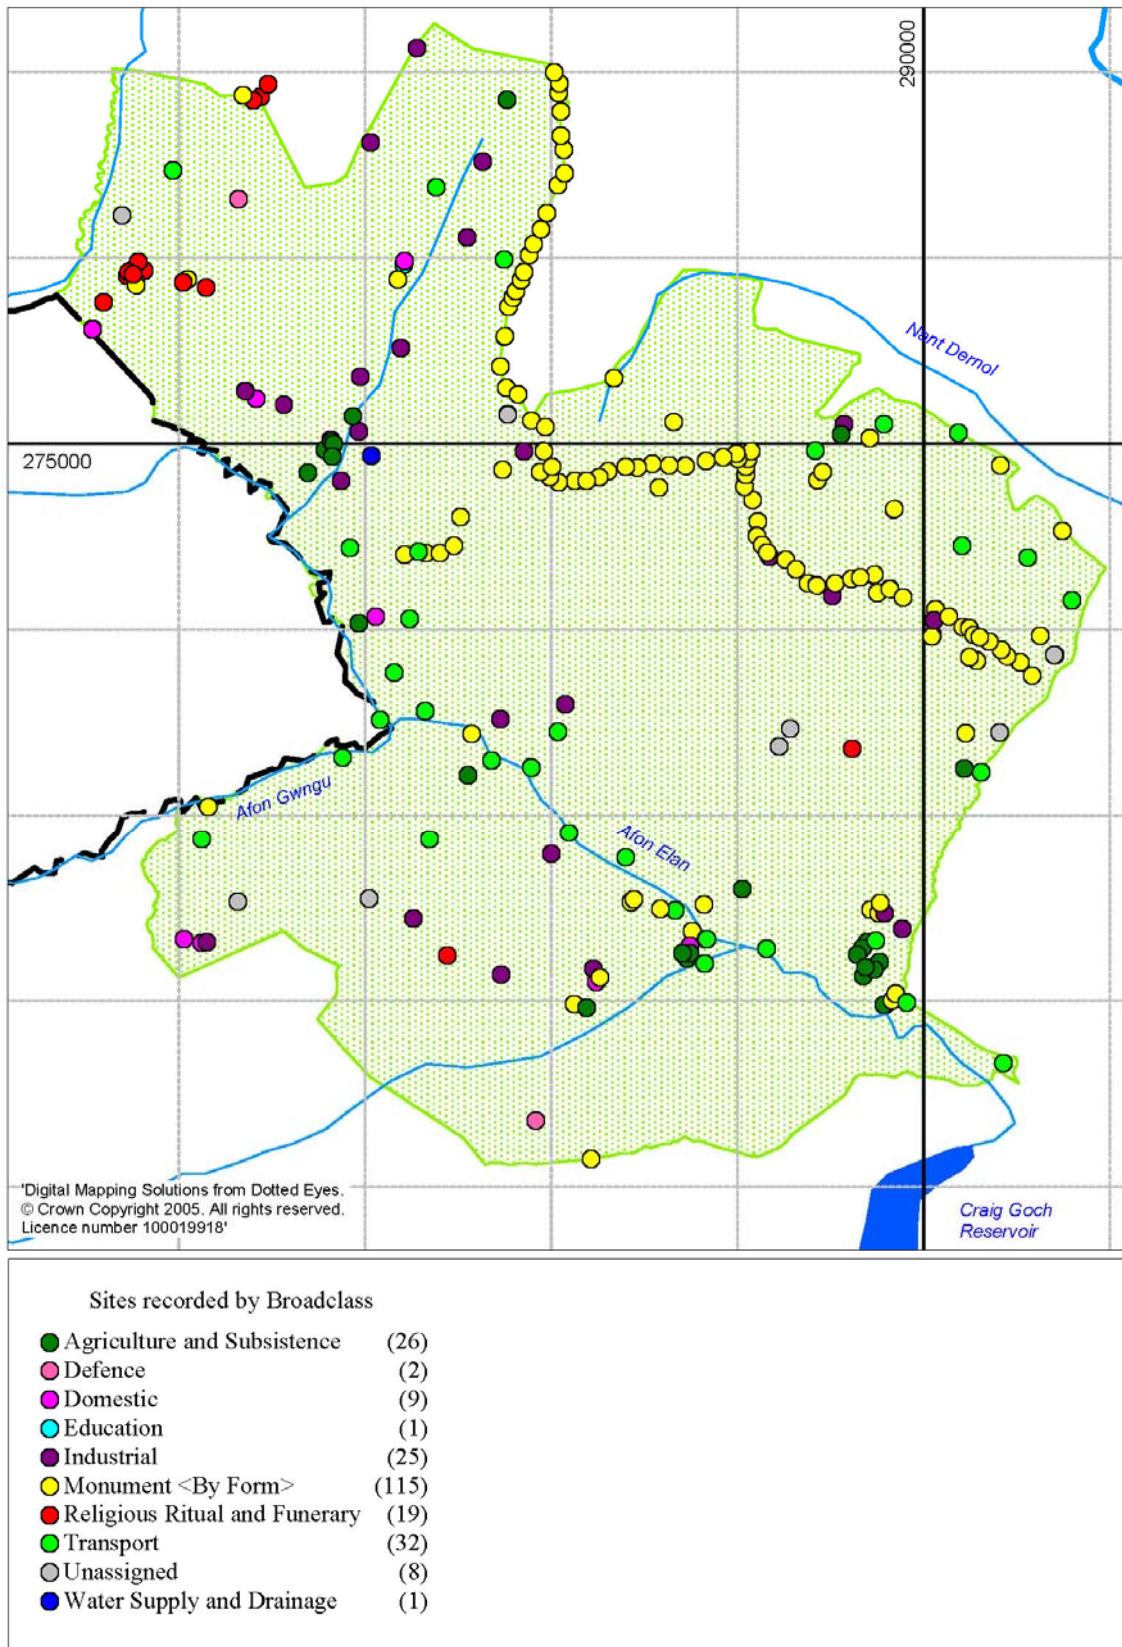 290000
Nant Dernol
275000
Afon Gwngu
Afon Elan
'Digital Mapping Solutions from Dotted Eyes.
© Crown Copyright 2005. All rights reserved.
Licence number 100019918'
Craig Goch
Reservoir
Sites recorded by Broadclass
Agriculture and Subsistence (26)
Defence (2)
Domestic (9)
Education (1)
Industrial (25)
Monument <By Form> (115)
Religious Ritual and Funerary (19)
Transport (32)
Unassigned (8)
Water Supply and Drainage (1)